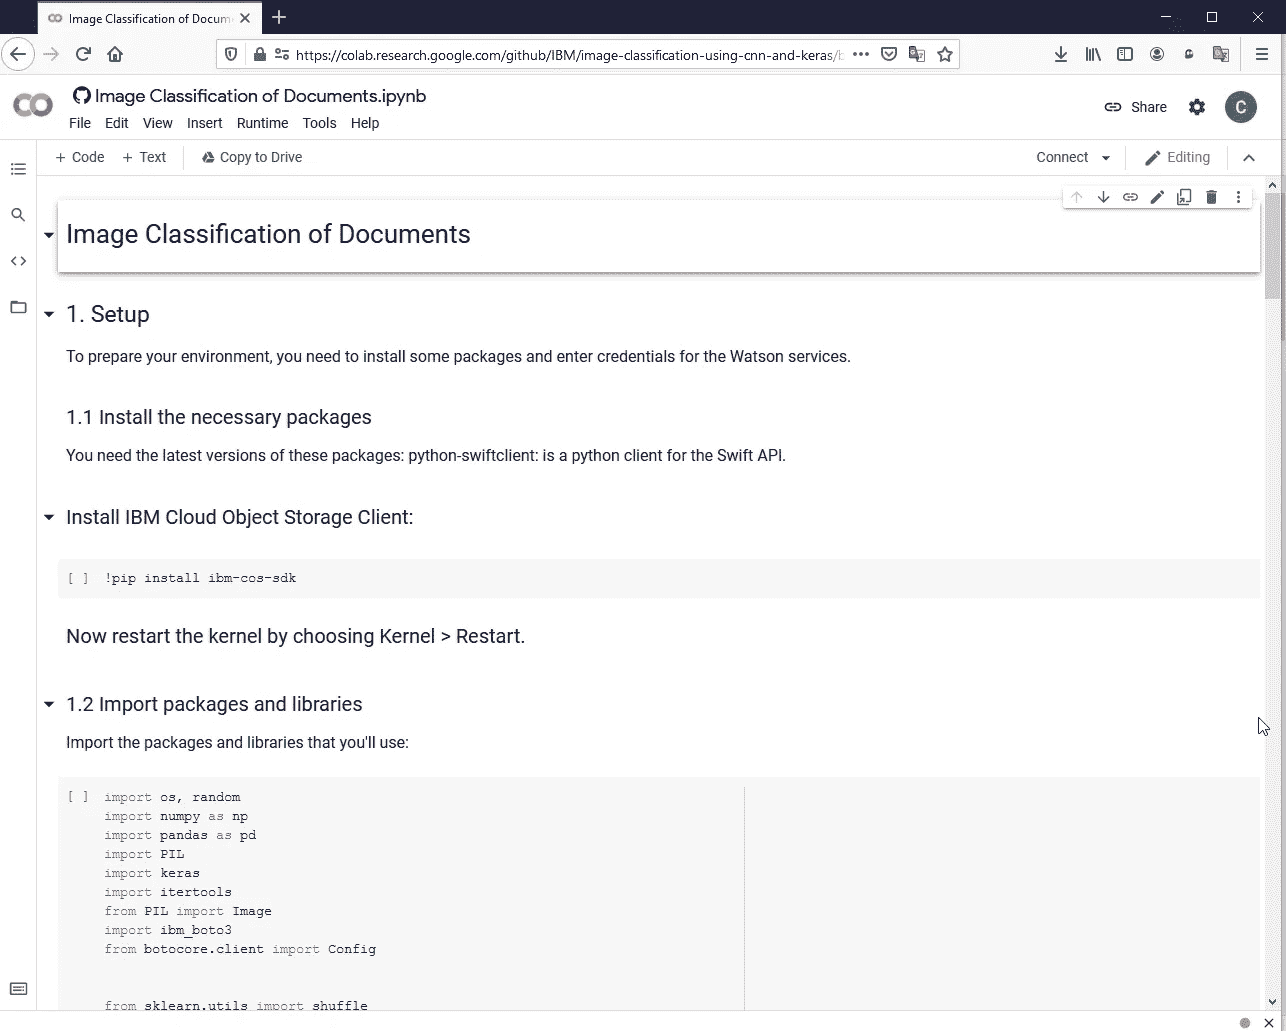 Image Classification of Docum
https://colab.research.google.com/github/IBM/image-classification-using-cnn-and-keras/b
Image Classification of Documents.ipynb
File Edit View Insert Runtime Tools Help
Share
C
+ Code + Text Copy to Drive
Connect
Editing
Image Classification of Documents
1. Setup
To prepare your environment, you need to install some packages and enter credentials for the Watson services.
1.1 Install the necessary packages
You need the latest versions of these packages: python-swiftclient: is a python client for the Swift API.
Install IBM Cloud Object Storage Client:
[ ] !pip install ibm-cos-sdk
Now restart the kernel by choosing Kernel > Restart.
1.2 Import packages and libraries
Import the packages and libraries that you'll use:
[ ] import os, random
import numpy as np
import pandas as pd
import PIL
import keras
import itertools
from PIL import Image
import ibm_boto3
from botocore.client import Config
from sklearn.utils import shuffle